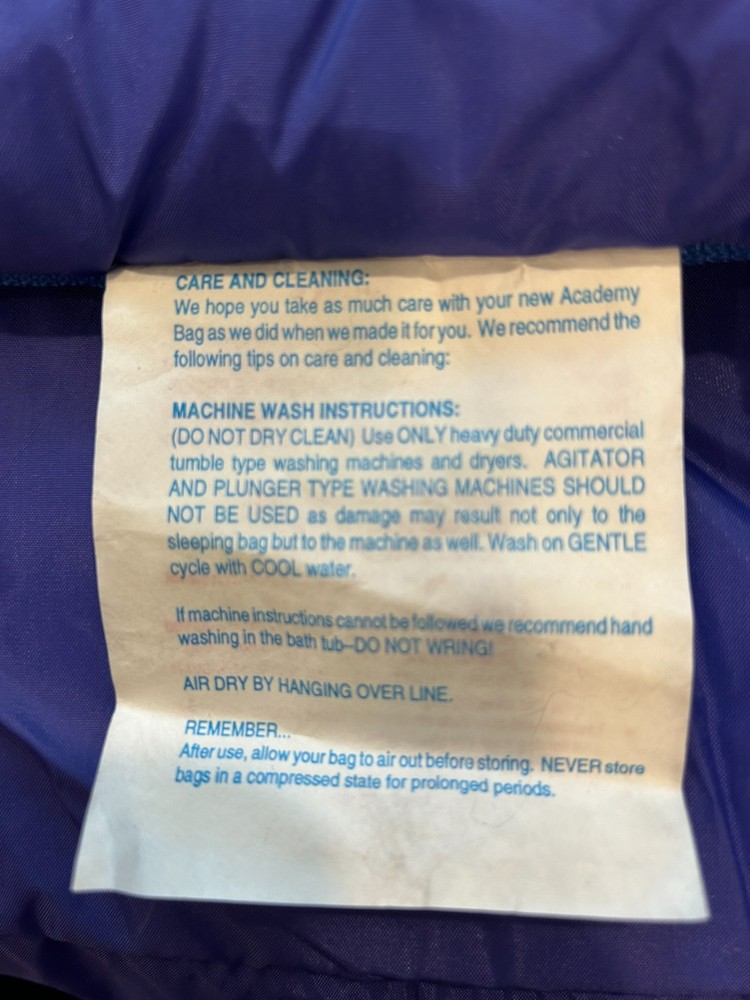 CARE AND CLEANING:
We hope you take as much care with your new Academy
Bag as we did when we made it for you. We recommend the
following tips on care and cleaning:
MACHINE WASH INSTRUCTIONS:
(DO NOT DRY CLEAN) Use ONLY heavy duty commercial
tumble type washing machines and dryers. AGITATOR
AND PLUNGER TYPE WASHING MACHINES SHOULD
NOT BE USED as damage may result not only to the
sleeping bag but to the machine as well. Wash on GENTLE
cycle with COOL water.
If machine instructions cannot be followed we recommend hand
washing in the bath tub--DO NOT WRING!
AIR DRY BY HANGING OVER LINE.
REMEMBER...
After use, allow your bag to air out before storing. NEVER store
bags in a compressed state for prolonged periods.